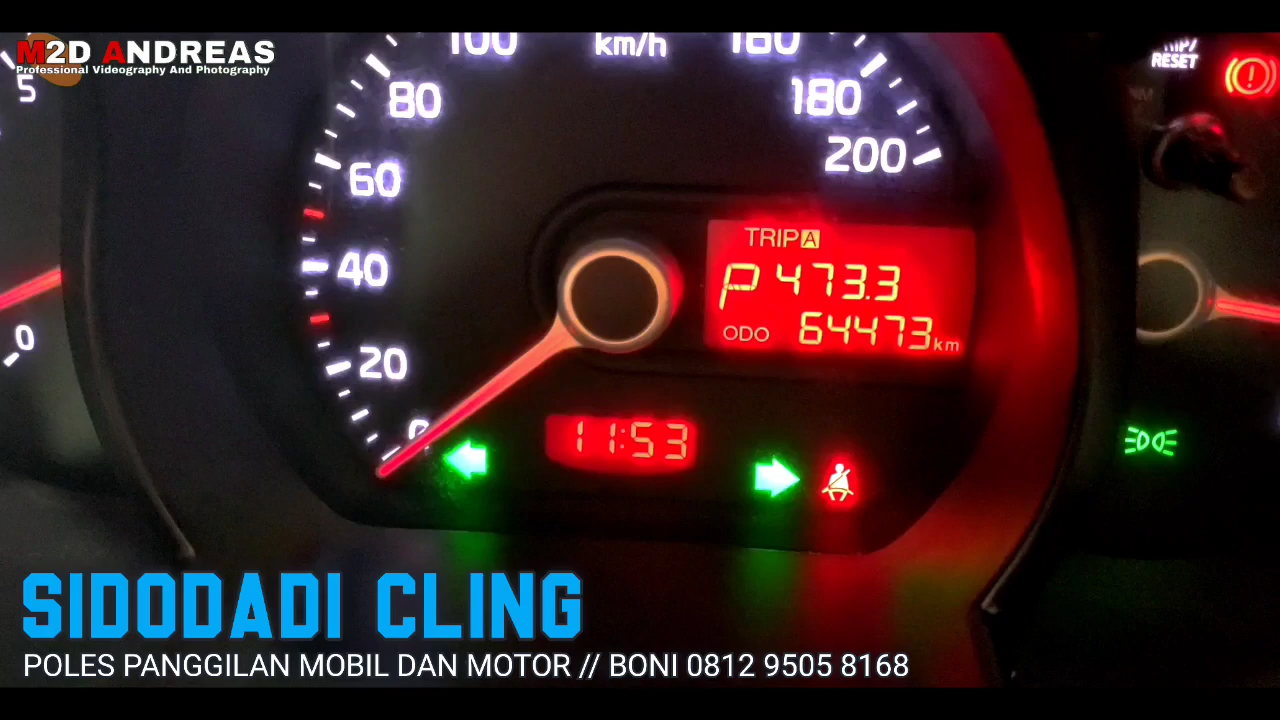 M2D ANDREAS
Professional Videography And Photography
5
100
km/h
160
80
180
200
60
RESET
TRIP A
40
P 473.3
ODO 64473 km
0
20
0
11:53
SIDODADI CLING
POLES PANGGILAN MOBIL DAN MOTOR // BONI 0812 9505 8168